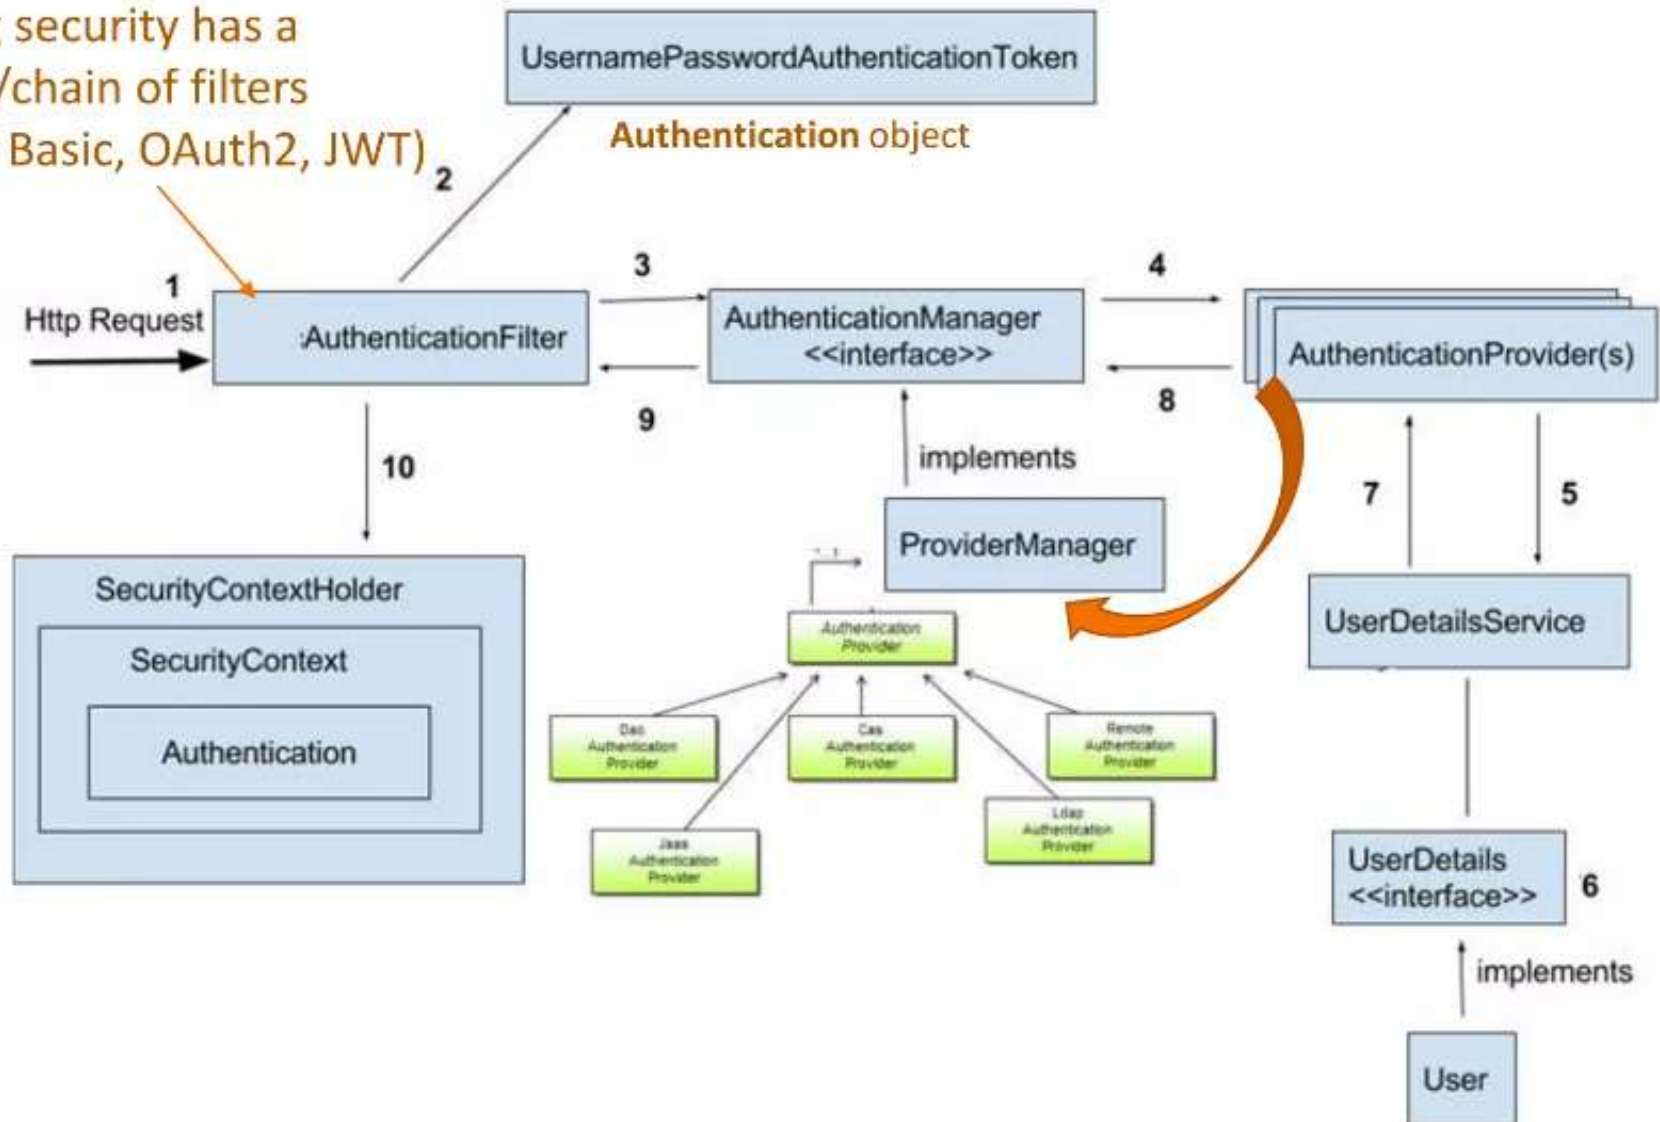 security has a
/chain of filters
Basic, OAuth2, JWT)
UsernamePasswordAuthenticationToken
Authentication object
2
1
Http Request
:AuthenticationFilter
3
AuthenticationManager
<<interface>>
4
AuthenticationProvider(s)
9
8
10
implements
7
5
ProviderManager
SecurityContextHolder
SecurityContext
Authentication
Authentication
Provider
UserDetailsService
Dao
Authentication
Provider
Cas
Authentication
Provider
Remote
Authentication
Provider
Jaas
Authentication
Provider
Ldap
Authentication
Provider
UserDetails
<<interface>>
6
implements
User